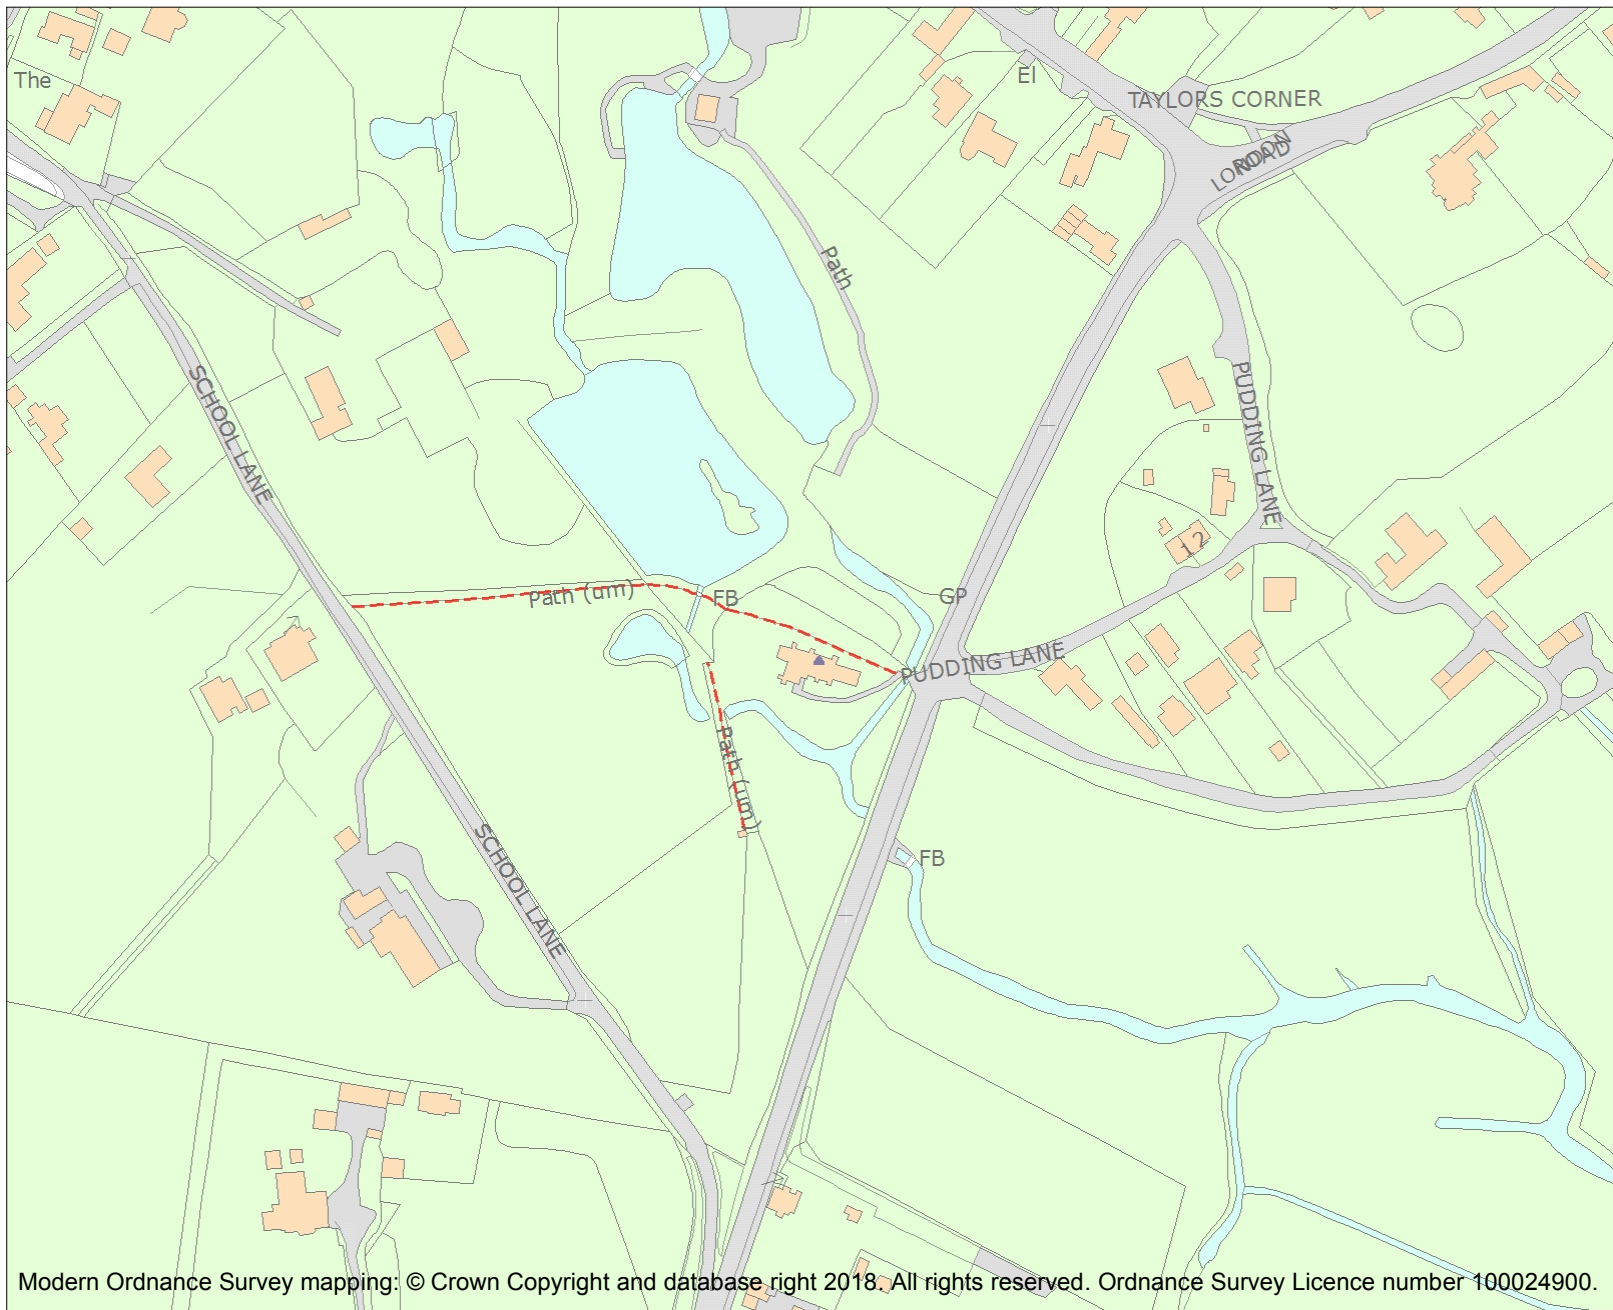 The
El
TAYLORS CORNER
LONDON
ROAD
Path
SCHOOL LANE
PUDDING LANE
1 2
Path (um)
FB
GP
PUDDING LANE
Path (um)
SCHOOL LANE
FB
Modern Ordnance Survey mapping: © Crown Copyright and database right 2018. All rights reserved. Ordnance Survey Licence number 100024900.